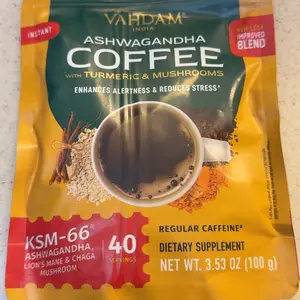 VAHDAM®
INDIA
INSTANT
IMPROVED
BLEND
ASHWAGANDHA
COFFEE
WITH TURMERIC & MUSHROOMS
ENHANCES ALERTNESS & REDUCES STRESS^
KSM-66®
ASHWAGANDHA,
LION'S MANE & CHAGA
MUSHROOM
40
SERVINGS
REGULAR CAFFEINE*
DIETARY SUPPLEMENT
NET WT. 3.53 OZ (100 g)